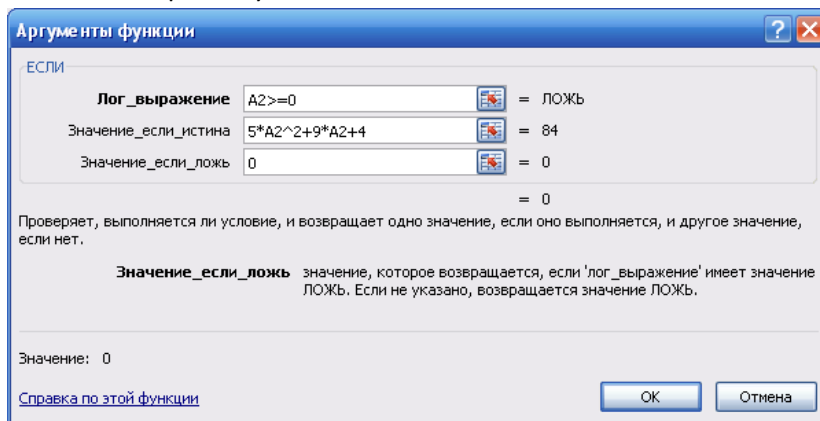 Аргументы функции
ЕСЛИ
Лог_выражение A2>=0 = ЛОЖЬ
Значение_если_истина 5*A2^2+9*A2+4 = 84
Значение_если_ложь 0 = 0
= 0
Проверяет, выполняется ли условие, и возвращает одно значение, если оно выполняется, и другое значение,
если нет.
Значение_если_ложь значение, которое возвращается, если 'лог_выражение' имеет значение
ЛОЖЬ. Если не указано, возвращается значение ЛОЖЬ.
Значение: 0
Справка по этой функции OK Отмена